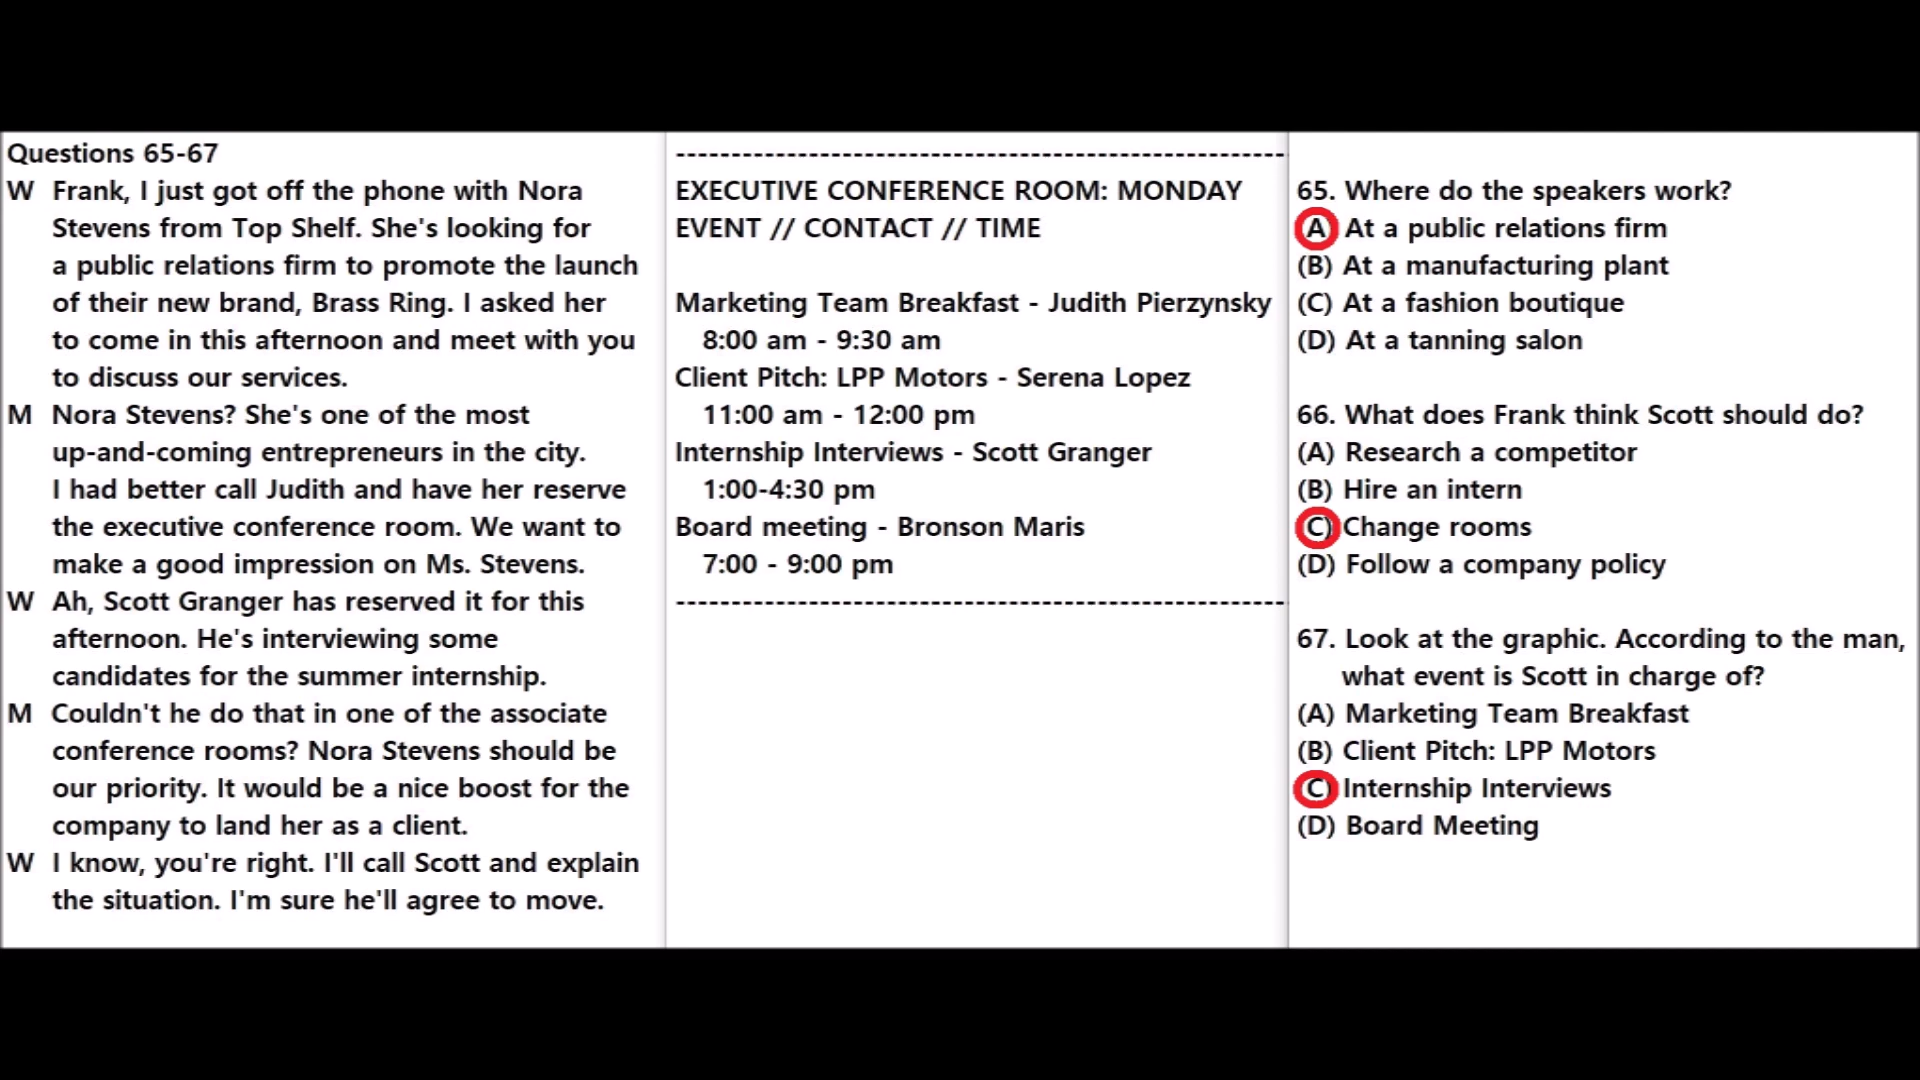 Questions 65-67
W Frank, I just got off the phone with Nora
Stevens from Top Shelf. She's looking for
a public relations firm to promote the launch
of their new brand, Brass Ring. I asked her
to come in this afternoon and meet with you
to discuss our services.
M Nora Stevens? She's one of the most
up-and-coming entrepreneurs in the city.
I had better call Judith and have her reserve
the executive conference room. We want to
make a good impression on Ms. Stevens.
W Ah, Scott Granger has reserved it for this
afternoon. He's interviewing some
candidates for the summer internship.
M Couldn't he do that in one of the associate
conference rooms? Nora Stevens should be
our priority. It would be a nice boost for the
company to land her as a client.
W I know, you're right. I'll call Scott and explain
the situation. I'm sure he'll agree to move.
--------------------------------------------------------
EXECUTIVE CONFERENCE ROOM: MONDAY
EVENT // CONTACT // TIME
Marketing Team Breakfast - Judith Pierzynsky
8:00 am - 9:30 am
Client Pitch: LPP Motors - Serena Lopez
11:00 am - 12:00 pm
Internship Interviews - Scott Granger
1:00-4:30 pm
Board meeting - Bronson Maris
7:00 - 9:00 pm
--------------------------------------------------------
65. Where do the speakers work?
(A) At a public relations firm
(B) At a manufacturing plant
(C) At a fashion boutique
(D) At a tanning salon
66. What does Frank think Scott should do?
(A) Research a competitor
(B) Hire an intern
(C) Change rooms
(D) Follow a company policy
67. Look at the graphic. According to the man,
what event is Scott in charge of?
(A) Marketing Team Breakfast
(B) Client Pitch: LPP Motors
(C) Internship Interviews
(D) Board Meeting